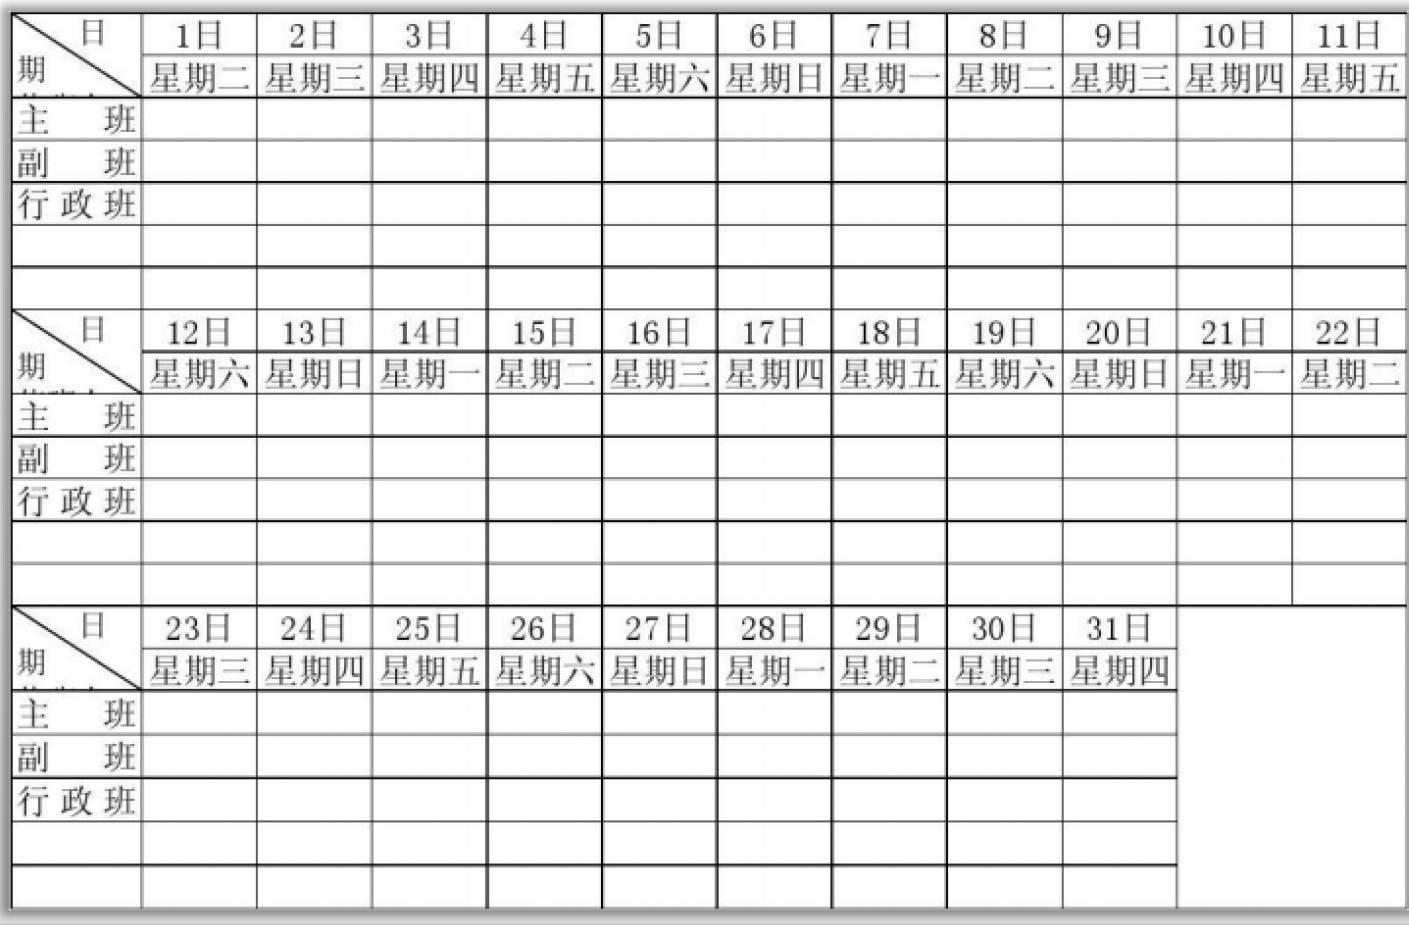 日 1日 2日 3日 4日 5日 6日 7日 8日 9日 10日 11日
期 星期二 星期三 星期四 星期五 星期六 星期日 星期一 星期二 星期三 星期四 星期五
主 班
副 班
行政班
日 12日 13日 14日 15日 16日 17日 18日 19日 20日 21日 22日
期 星期六 星期日 星期一 星期二 星期三 星期四 星期五 星期六 星期日 星期一 星期二
主 班
副 班
行政班
日 23日 24日 25日 26日 27日 28日 29日 30日 31日
期 星期三 星期四 星期五 星期六 星期日 星期一 星期二 星期三 星期四
主 班
副 班
行政班